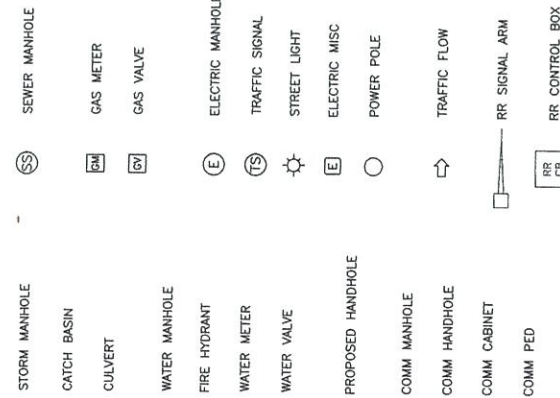 STORM MANHOLE
CATCH BASIN
CULVERT
WATER MANHOLE
FIRE HYDRANT
WATER METER
WATER VALVE
PROPOSED HANDHOLE
COMM MANHOLE
COMM HANDHOLE
COMM CABINET
COMM PED
SS SEWER MANHOLE
GM GAS METER
GV GAS VALVE
E ELECTRIC MANHOLE
TS TRAFFIC SIGNAL
STREET LIGHT
E ELECTRIC MISC
POWER POLE
TRAFFIC FLOW
RR SIGNAL ARM
RR RR CONTROL BOX
CB